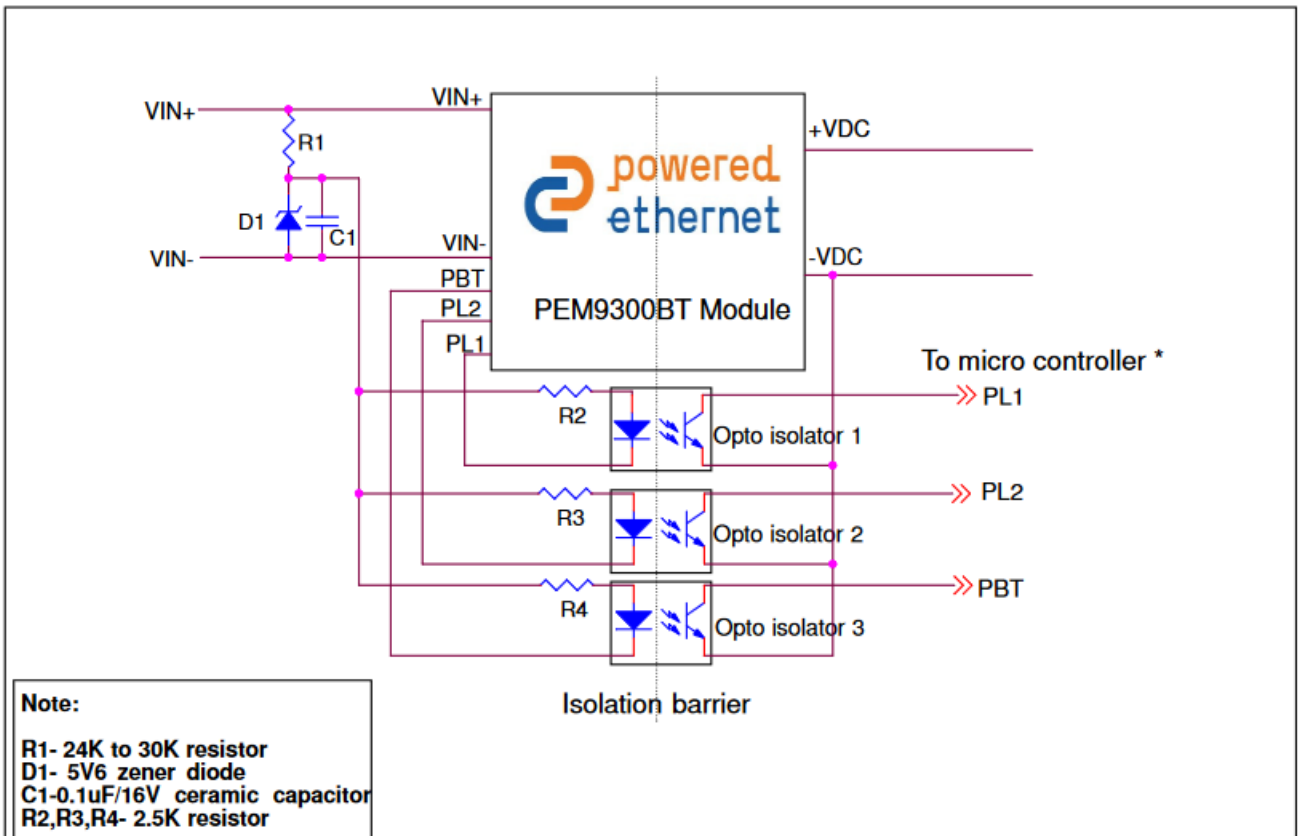 VIN+
VIN+
R1
+VDC
powered
ethernet
D1
C1
VIN-
VIN-
-VDC
PBT
PL2
PL1
PEM9300BT Module
To micro controller *
PL1
R2
Opto isolator 1
PL2
R3
Opto isolator 2
PBT
R4
Opto isolator 3
Isolation barrier
Note:
R1- 24K to 30K resistor
D1- 5V6 zener diode
C1-0.1uF/16V ceramic capacitor
R2,R3,R4- 2.5K resistor